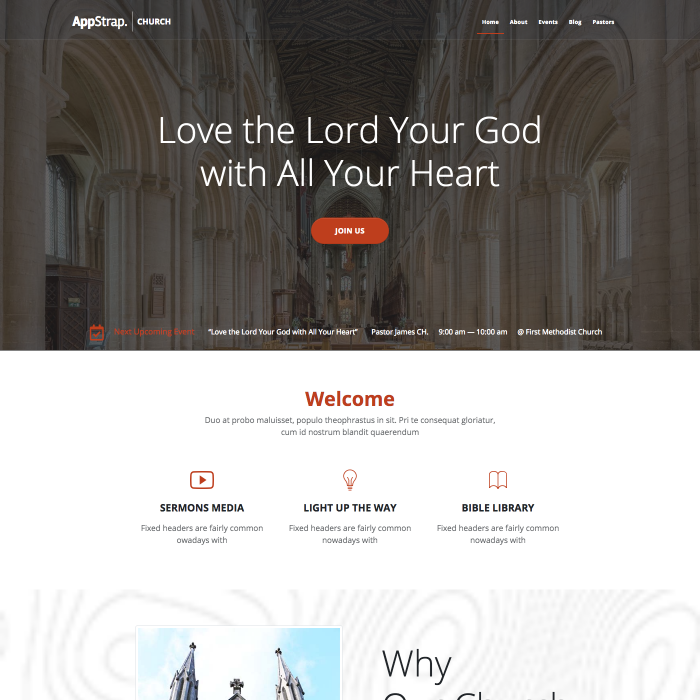 AppStrap. CHURCH
Home About Events Blog Pastors
Love the Lord Your God
with All Your Heart
JOIN US
Next Upcoming Event "Love the Lord Your God with All Your Heart" Pastor James CH. 9:00 am — 10:00 am @ First Methodist Church
Welcome
Duo at probo maluisset, populo theophrastus in sit. Pri te consequat gloriatur,
cum id nostrum blandit quaerendum
SERMONS MEDIA
Fixed headers are fairly common
owadays with
LIGHT UP THE WAY
Fixed headers are fairly common
nowadays with
BIBLE LIBRARY
Fixed headers are fairly common
nowadays with
Why
Our Church